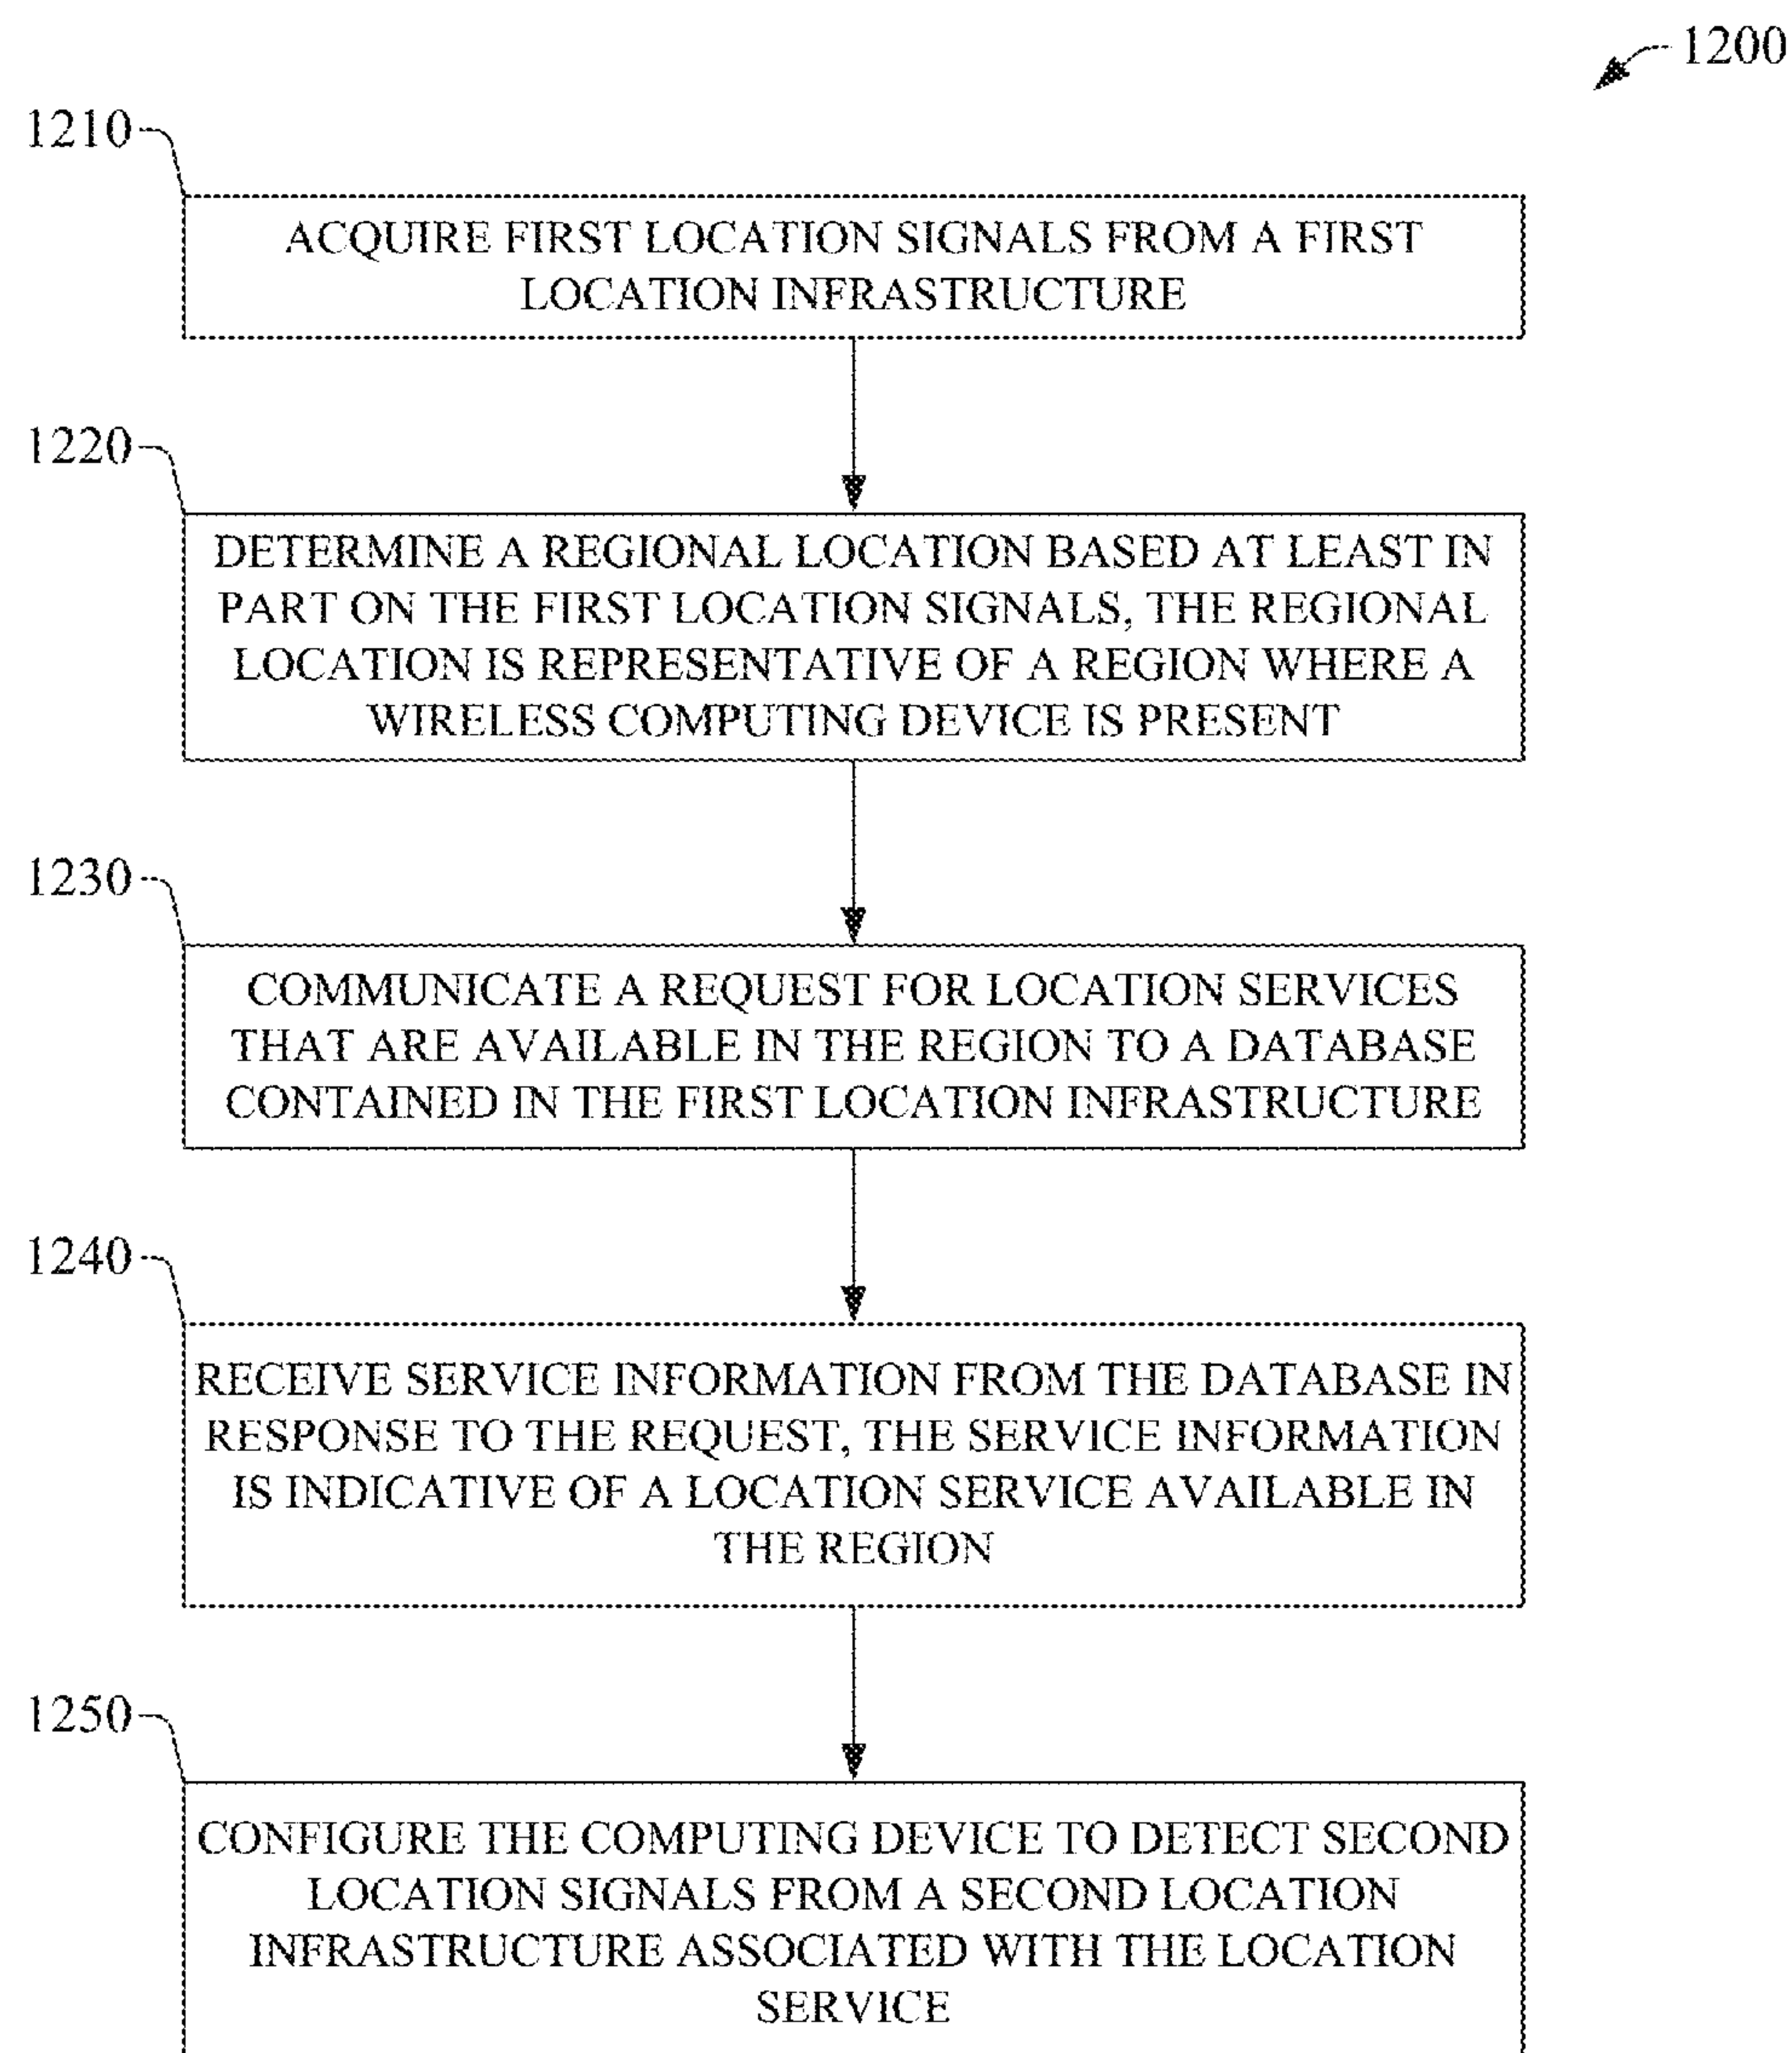 1200
1210
ACQUIRE FIRST LOCATION SIGNALS FROM A FIRST
LOCATION INFRASTRUCTURE
1220
DETERMINE A REGIONAL LOCATION BASED AT LEAST IN
PART ON THE FIRST LOCATION SIGNALS, THE REGIONAL
LOCATION IS REPRESENTATIVE OF A REGION WHERE A
WIRELESS COMPUTING DEVICE IS PRESENT
1230
COMMUNICATE A REQUEST FOR LOCATION SERVICES
THAT ARE AVAILABLE IN THE REGION TO A DATABASE
CONTAINED IN THE FIRST LOCATION INFRASTRUCTURE
1240
RECEIVE SERVICE INFORMATION FROM THE DATABASE IN
RESPONSE TO THE REQUEST, THE SERVICE INFORMATION
IS INDICATIVE OF A LOCATION SERVICE AVAILABLE IN
THE REGION
1250
CONFIGURE THE COMPUTING DEVICE TO DETECT SECOND
LOCATION SIGNALS FROM A SECOND LOCATION
INFRASTRUCTURE ASSOCIATED WITH THE LOCATION
SERVICE